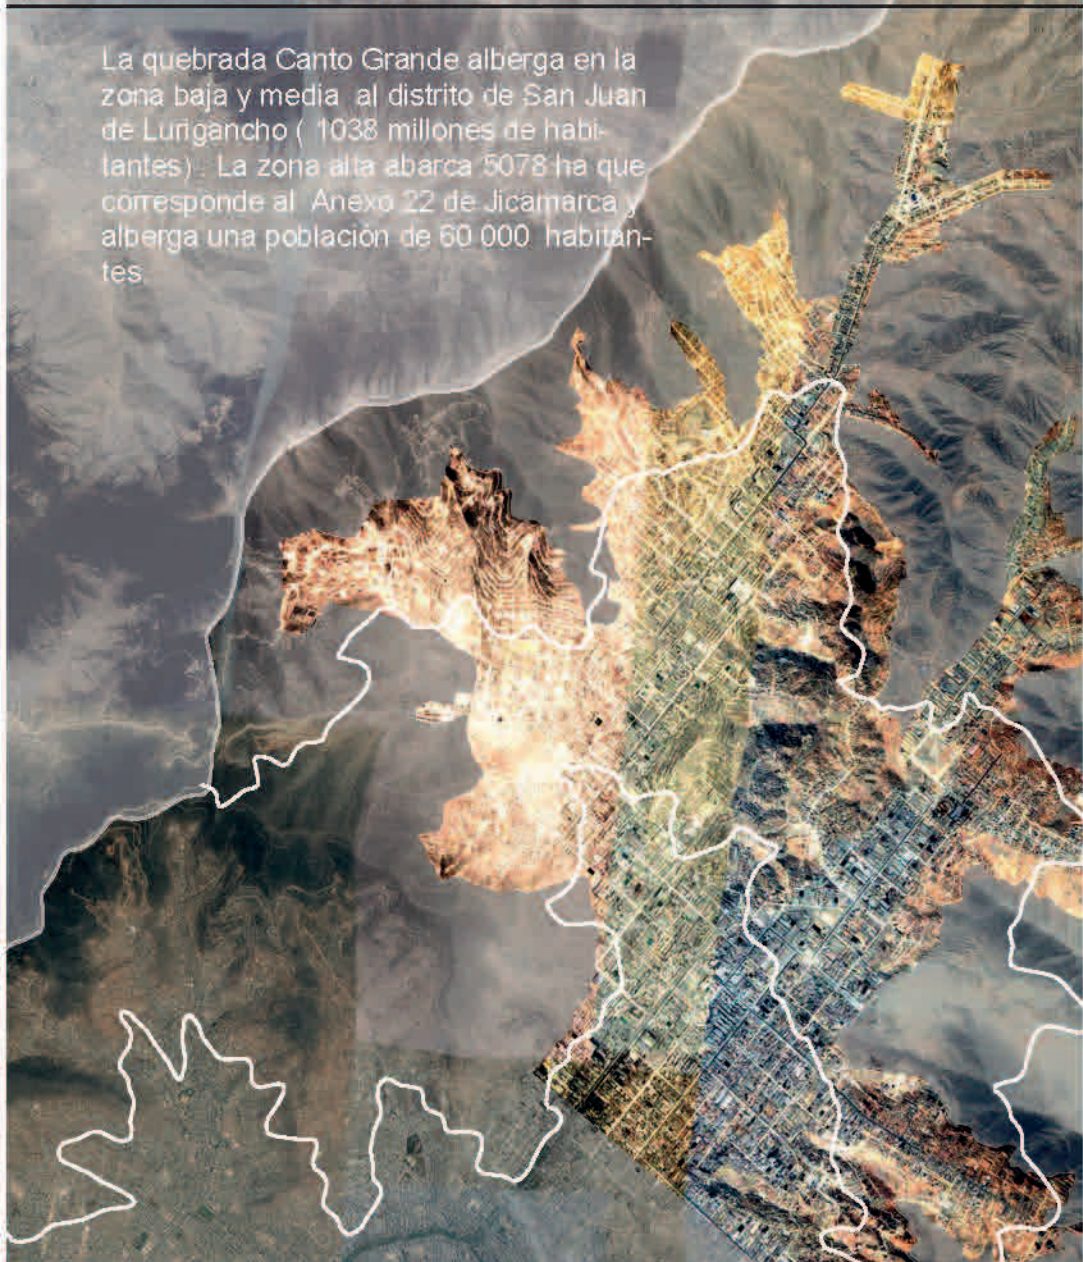 La quebrada Canto Grande alberga en la
zona baja y media al distrito de San Juan
de Lurigancho ( 1038 millones de habi-
tantes) . La zona alta abarca 5078 ha que
corresponde al Anexo 22 de Jicamarca y
alberga una población de 60 000 habitan-
tes.